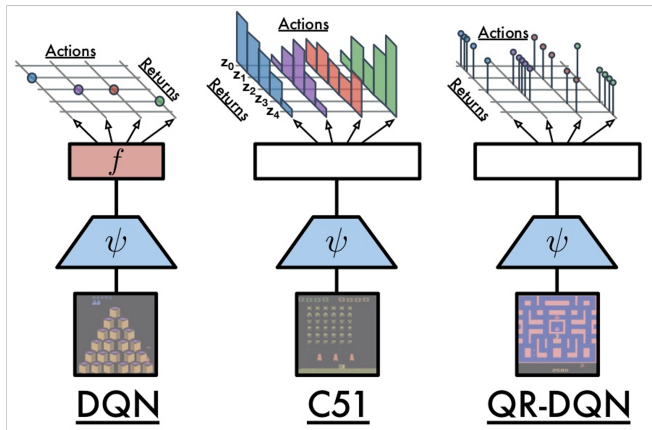 Actions
Returns
f
ψ
DQN
Actions
z0
z1
z2
z3
z4
Returns
ψ
C51
Actions
Returns
ψ
QR-DQN